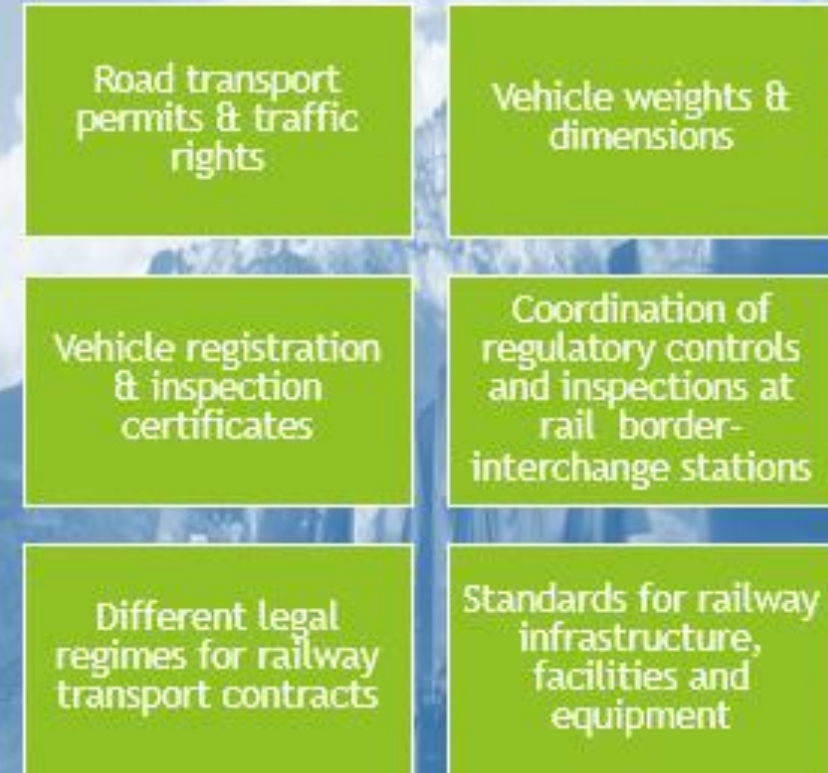 Road transport
permits & traffic
rights
Vehicle weights &
dimensions
Vehicle registration
& inspection
certificates
Coordination of
regulatory controls
and inspections at
rail border-
interchange stations
Different legal
regimes for railway
transport contracts
Standards for railway
infrastructure,
facilities and
equipment